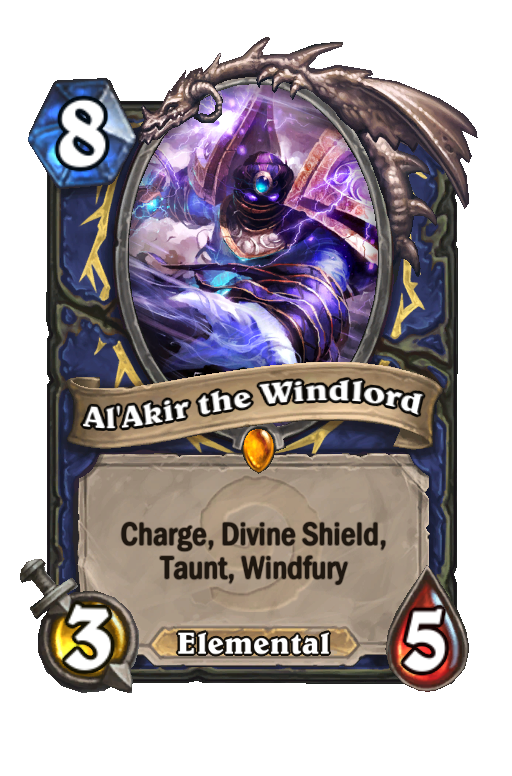 8
Al'Akir the Windlord
Charge, Divine Shield,
Taunt, Windfury
3
Elemental
5